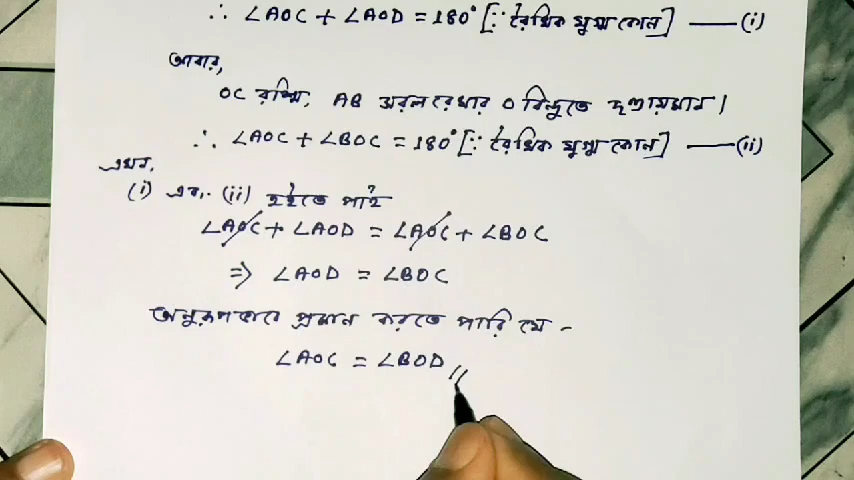 ∴ ∠AOC + ∠AOD = 180° [∵ রৈখিক যুগ্ম কোন] —— (i)
আবার,
OC রশ্মি, AB সরলরেখার O বিন্দুতে দণ্ডায়মান।
∴ ∠AOC + ∠BOC = 180° [∵ রৈখিক যুগ্ম কোন] —— (ii)
এখন,
(i) এবং (ii) হইতে পাই
∠AOC + ∠AOD = ∠AOC + ∠BOC
⇒ ∠AOD = ∠BOC
অনুরূপভাবে প্রমান করতে পারি যে -
∠AOC = ∠BOD //